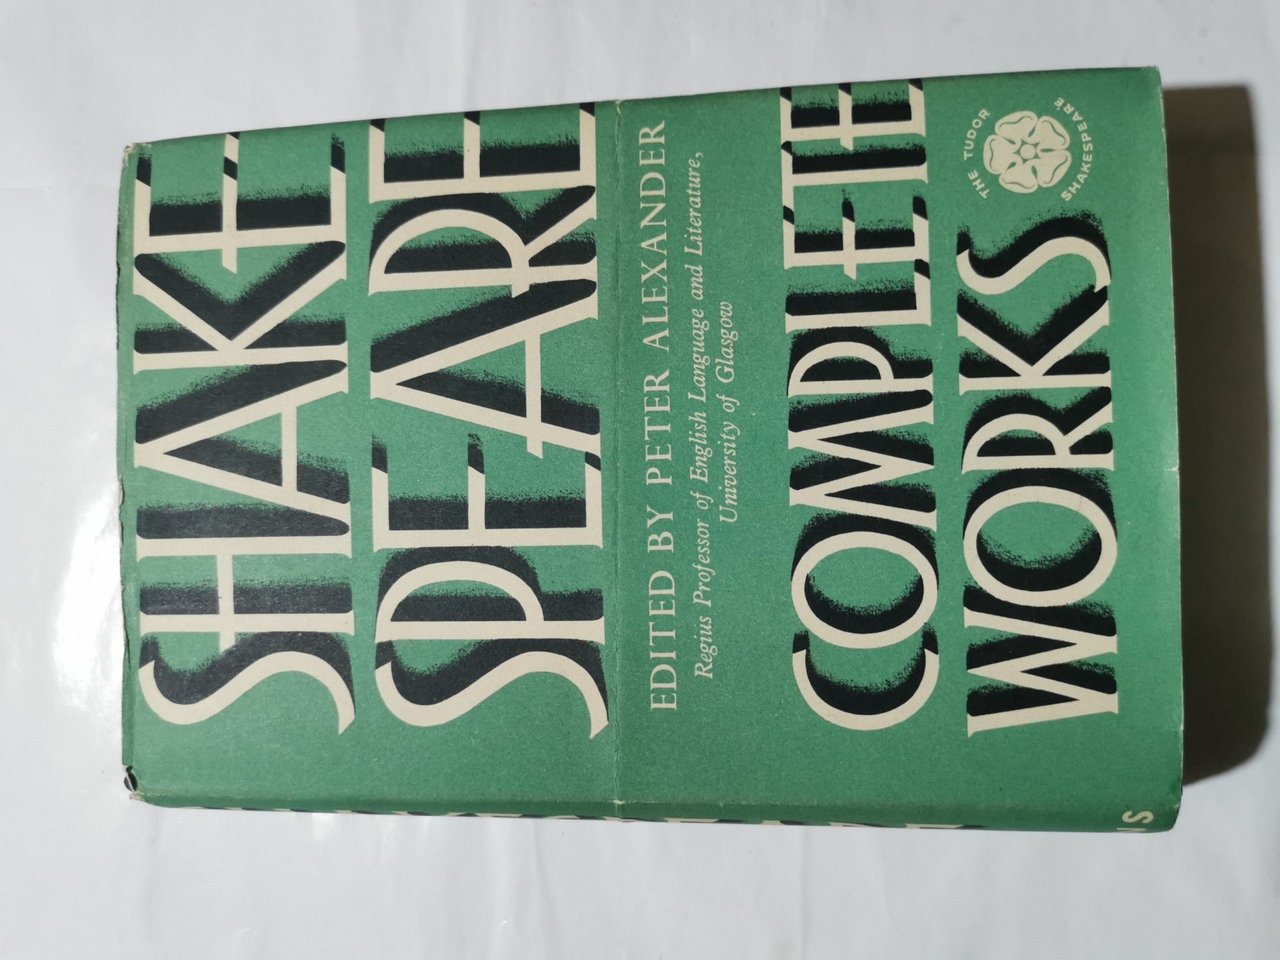 SHAKE
SPEARE
EDITED BY PETER ALEXANDER
Regius Professor of English Language and Literature,
University of Glasgow
COMPLETE
WORKS
THE TUDOR
SHAKESPEARE
NS